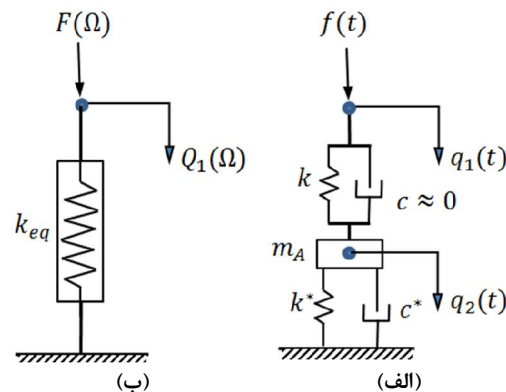 F(Ω)
Q₁(Ω)
k_eq
(ب)
f(t)
q₁(t)
k
c ≈ 0
m_A
q₂(t)
k*
c*
(الف)